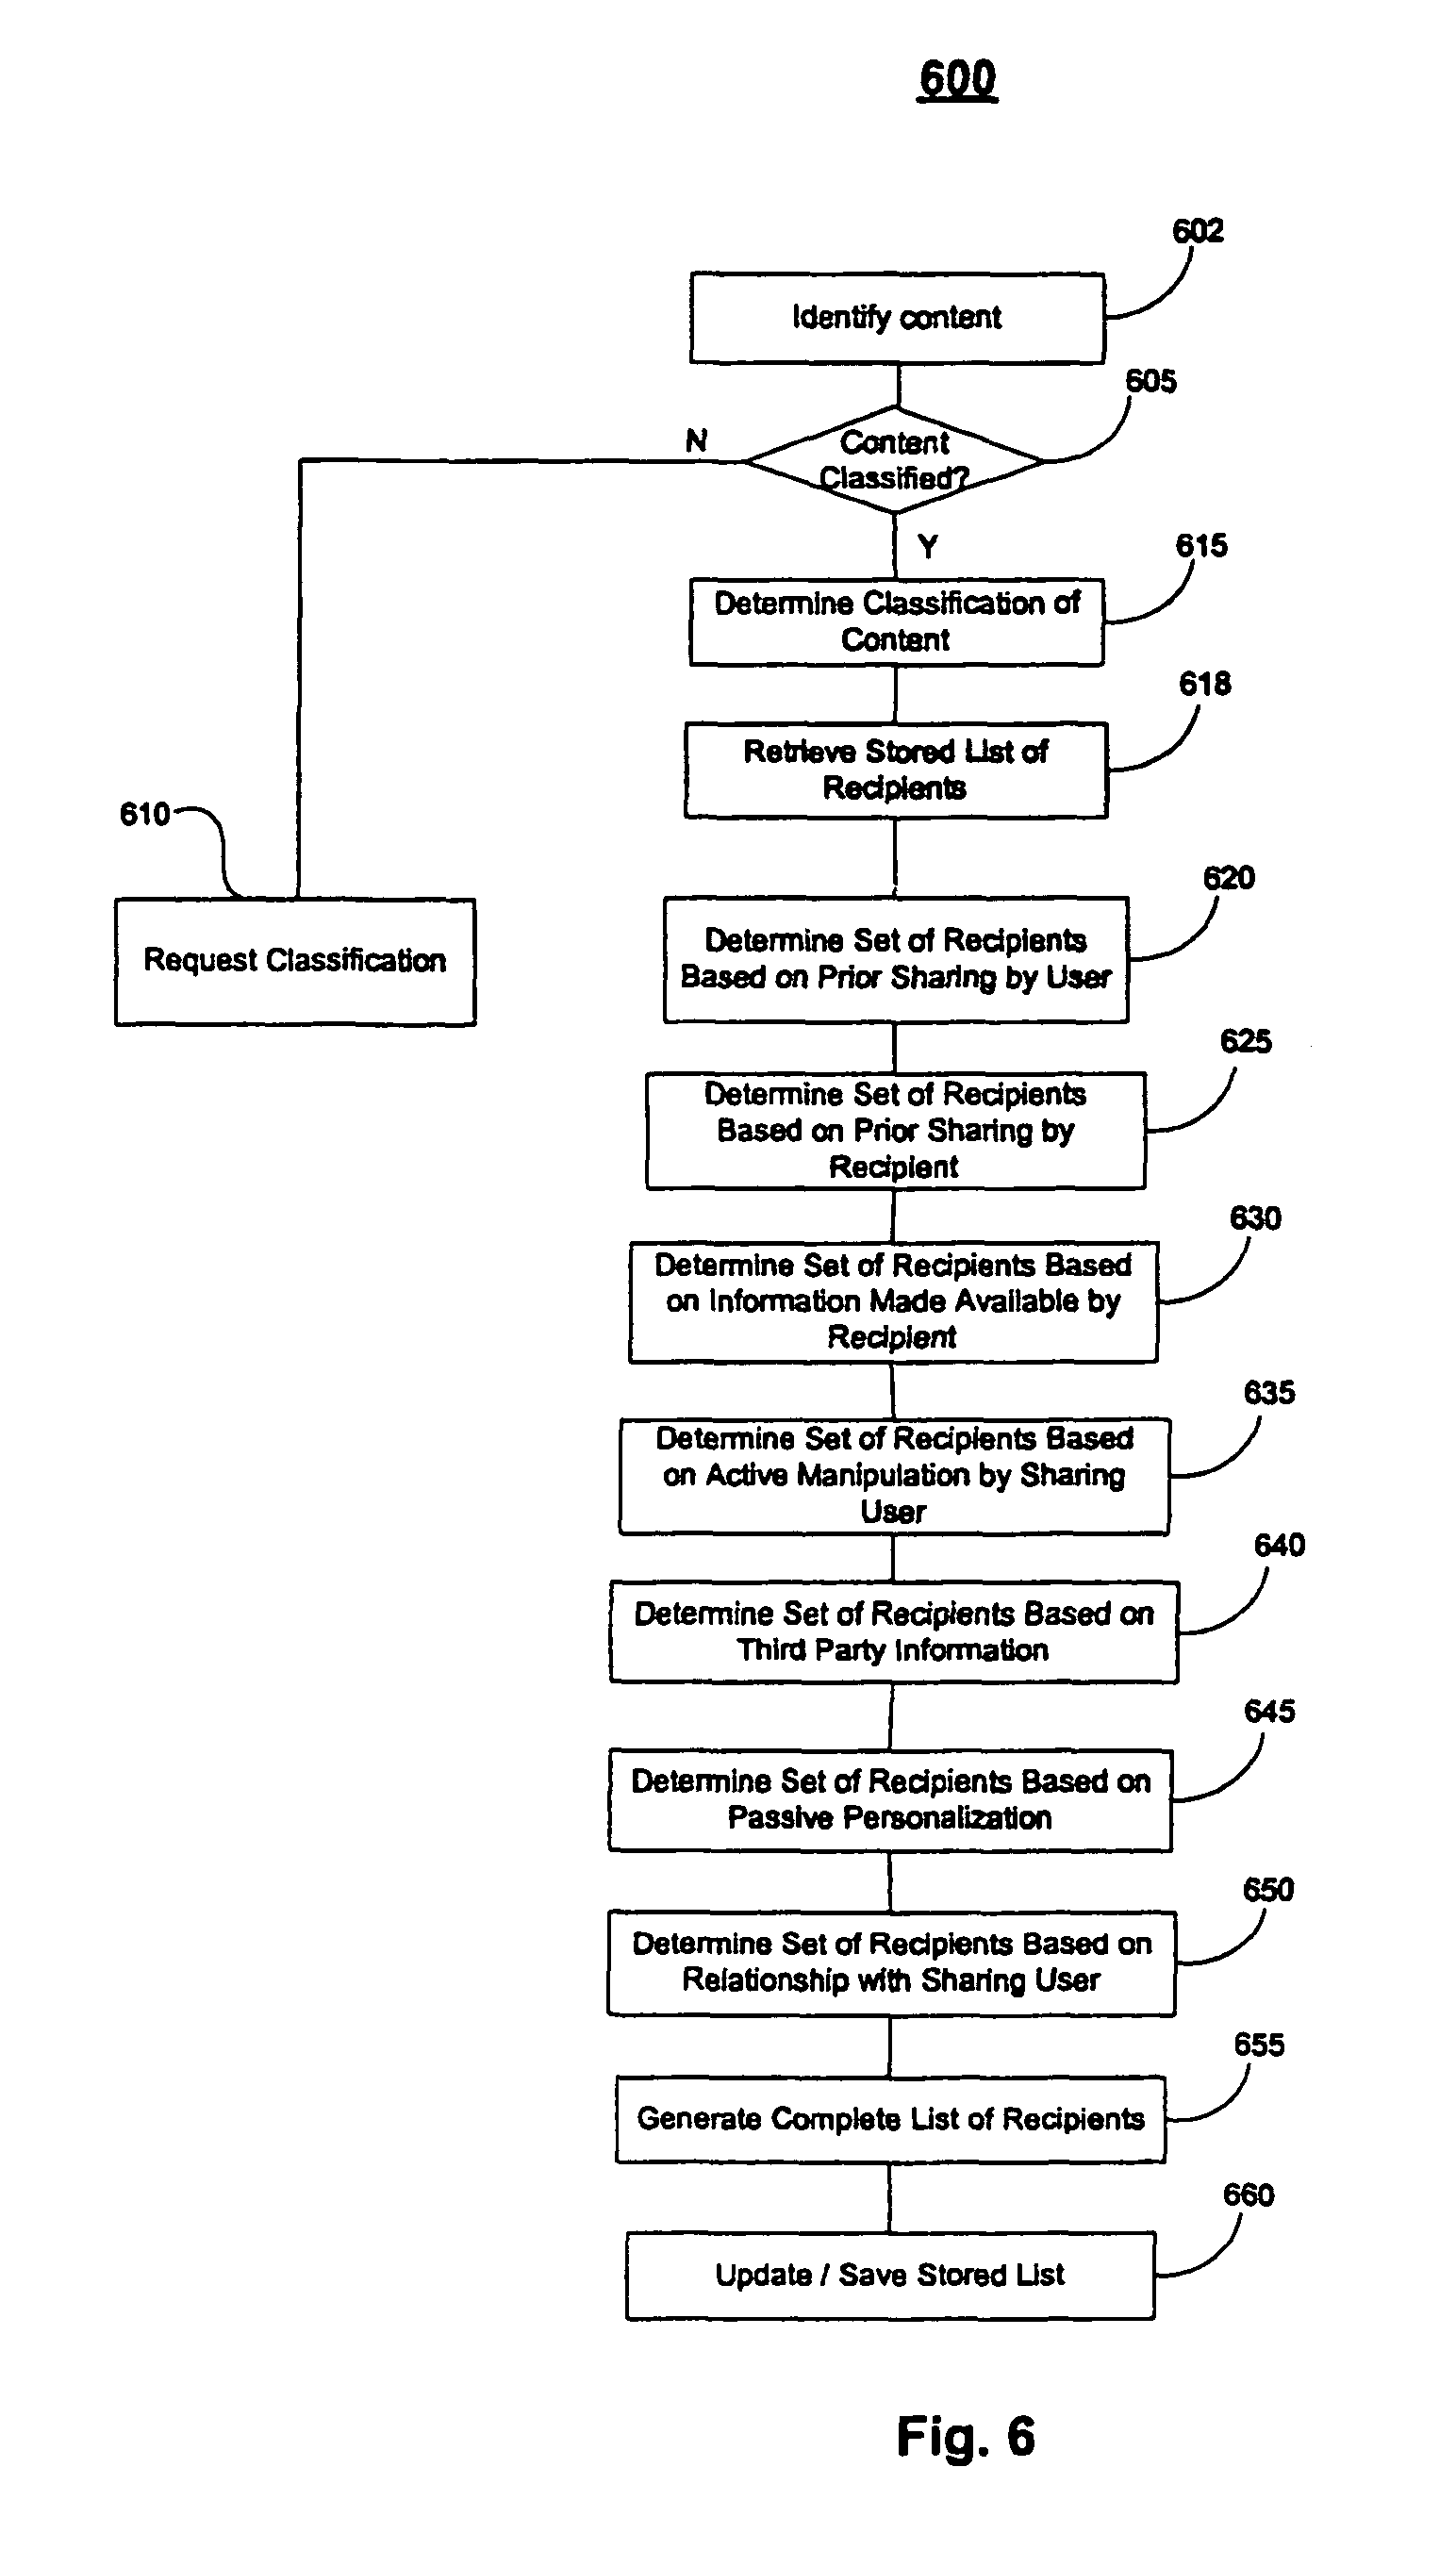 600
602
Identify content
605
N
Content
Classified?
Y
615
Determine Classification of
Content
618
Retrieve Stored List of
Recipients
610
Request Classification
620
Determine Set of Recipients
Based on Prior Sharing by User
625
Determine Set of Recipients
Based on Prior Sharing by
Recipient
630
Determine Set of Recipients Based
on Information Made Available by
Recipient
635
Determine Set of Recipients Based
on Active Manipulation by Sharing
User
640
Determine Set of Recipients Based on
Third Party Information
645
Determine Set of Recipients Based on
Passive Personalization
650
Determine Set of Recipients Based on
Relationship with Sharing User
655
Generate Complete List of Recipients
660
Update / Save Stored List
Fig. 6